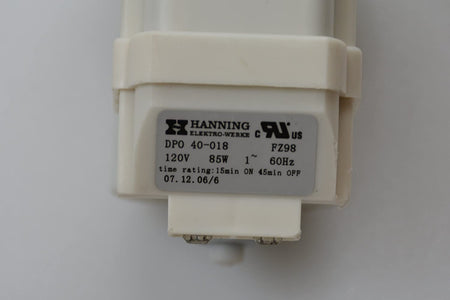 HANNING
ELEKTRO-WERKE
c RU US
DPO 40-018 FZ98
120V 85W 1~ 60Hz
time rating:15min ON 45min OFF
07.12.06/6